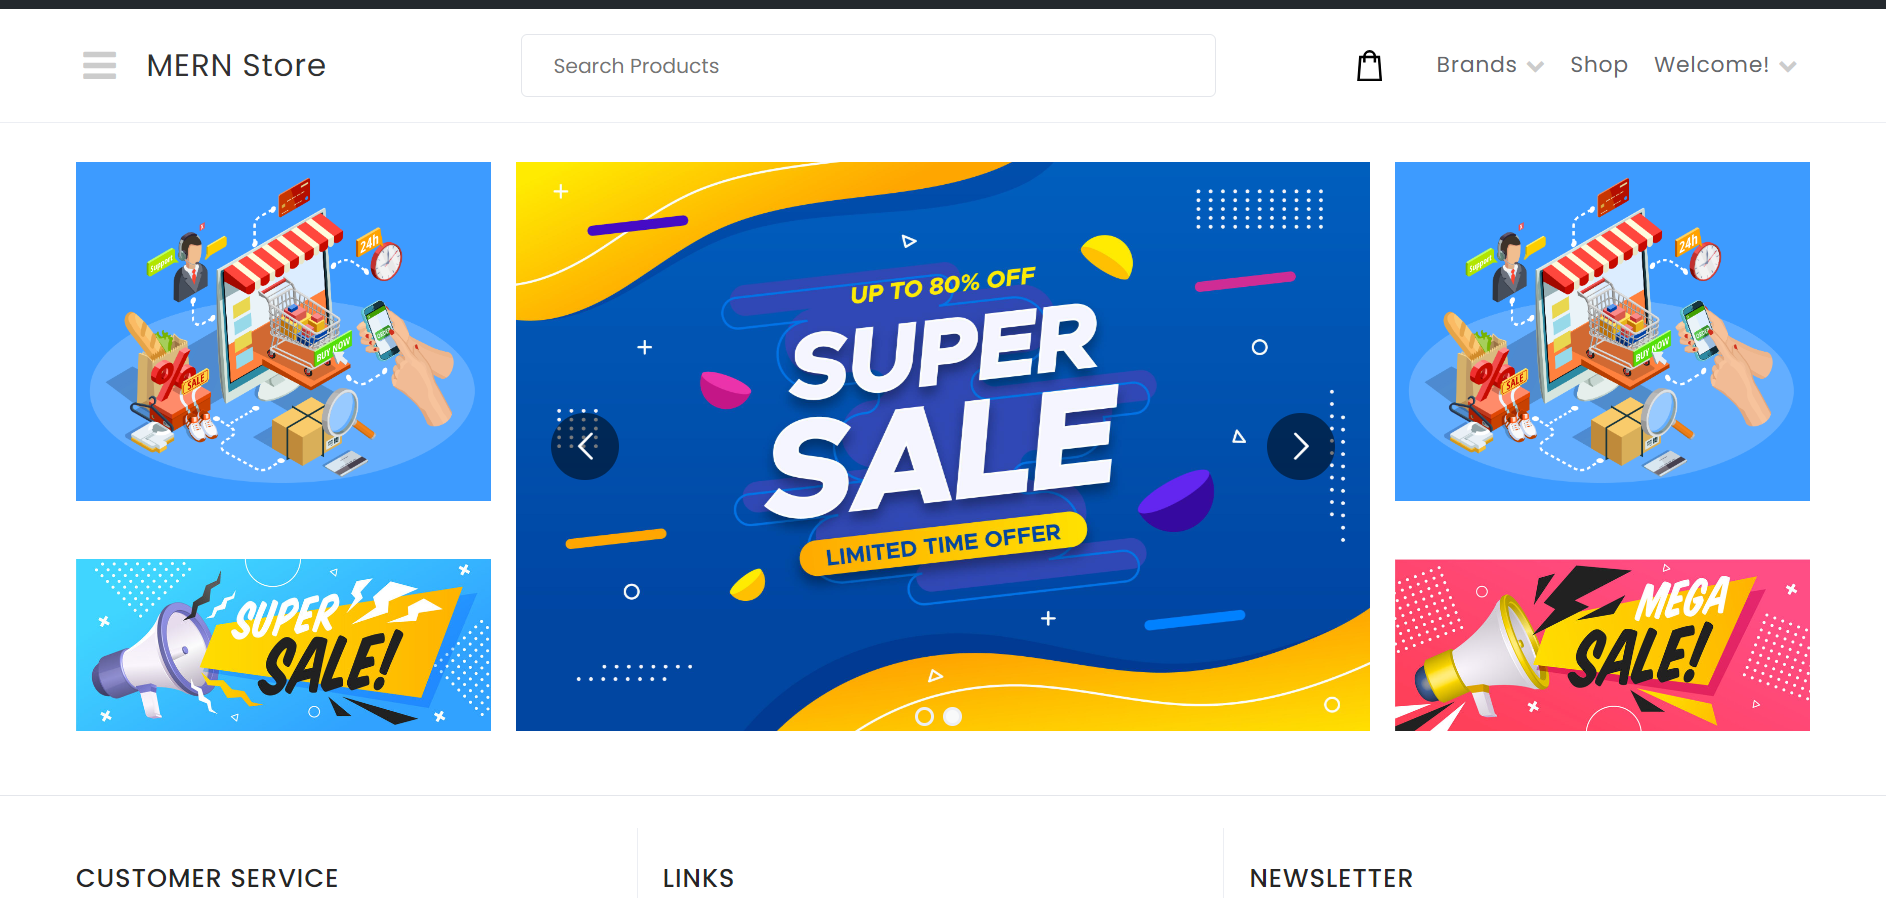 MERN Store
Search Products
Brands
Shop
Welcome!
Support
24h
BUY NOW
SALE
%
UP TO 80% OFF
SUPER
SALE
LIMITED TIME OFFER
Support
24h
BUY NOW
SALE
%
SUPER
SALE!
MEGA
SALE!
CUSTOMER SERVICE
LINKS
NEWSLETTER